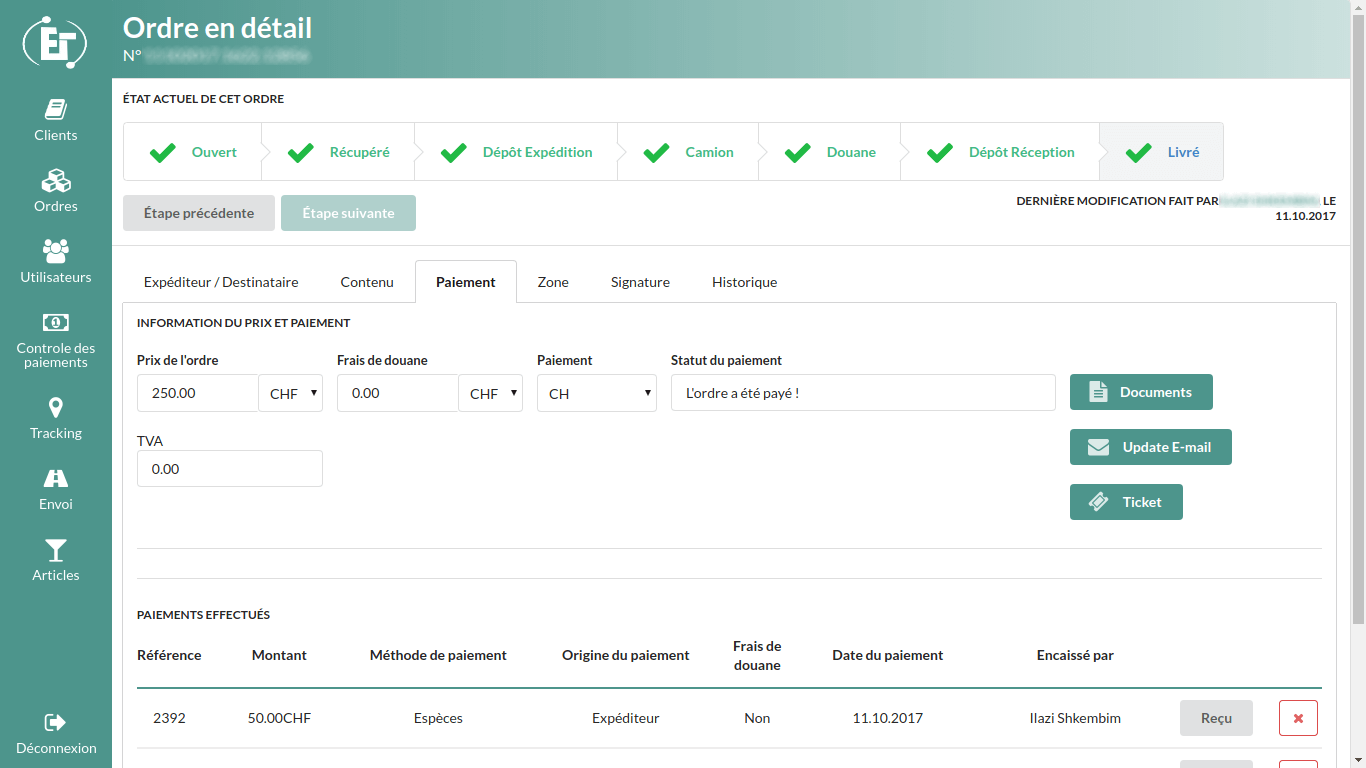 ET
Ordre en détail
N°
Clients
Ordres
Utilisateurs
Controle des
paiements
Tracking
Envoi
Articles
Déconnexion
ÉTAT ACTUEL DE CET ORDRE
Ouvert
Récupéré
Dépôt Expédition
Camion
Douane
Dépôt Réception
Livré
Étape précédente
Étape suivante
DERNIÈRE MODIFICATION FAIT PAR LE
11.10.2017
Expéditeur / Destinataire
Contenu
Paiement
Zone
Signature
Historique
INFORMATION DU PRIX ET PAIEMENT
Prix de l'ordre
Frais de douane
Paiement
Statut du paiement
250.00
CHF
0.00
CHF
CH
L'ordre a été payé !
Documents
TVA
0.00
Update E-mail
Ticket
PAIEMENTS EFFECTUÉS
Référence
Montant
Méthode de paiement
Origine du paiement
Frais de
douane
Date du paiement
Encaissé par
2392
50.00CHF
Espèces
Expéditeur
Non
11.10.2017
Ilazi Shkembim
Reçu